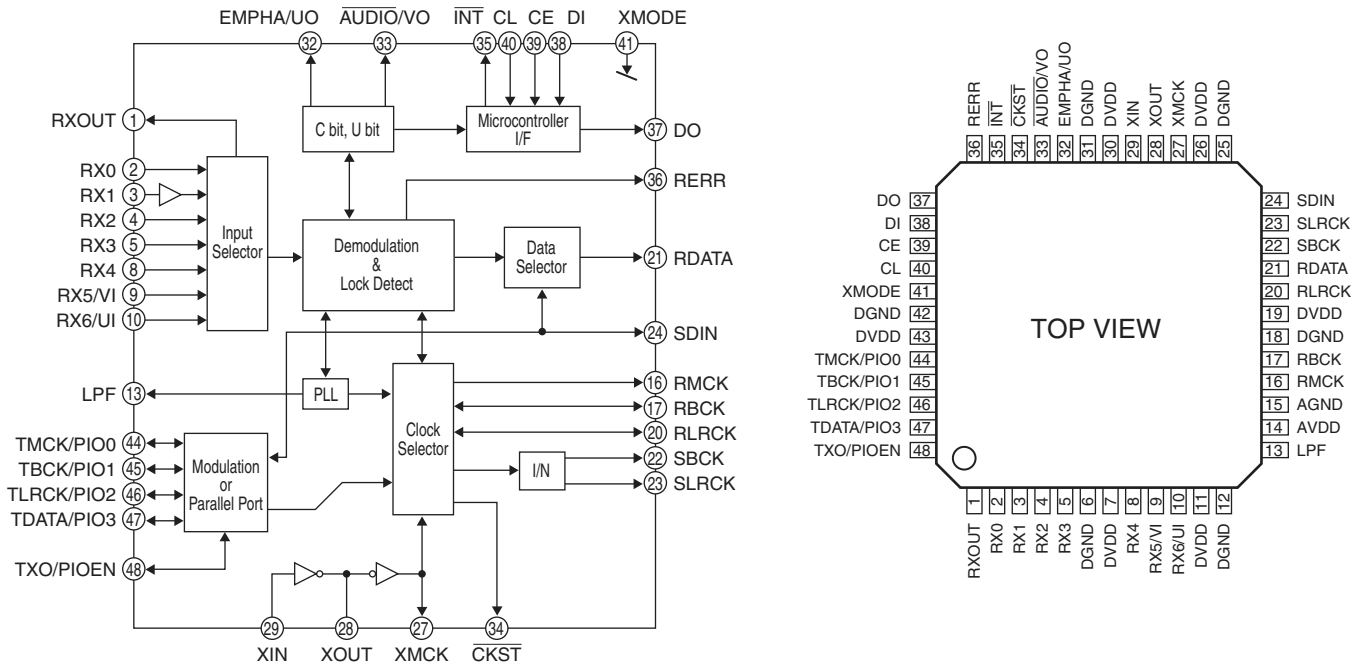 EMPHA/UO AUDIO/VO INT CL CE DI XMODE
32 33 35 40 39 38 41
RXOUT 1
C bit, U bit
Microcontroller
I/F
37 DO
RX0 2
RX1 3
RX2 4
RX3 5
RX4 8
RX5/VI 9
RX6/UI 10
Input
Selector
36 RERR
Demodulation
&
Lock Detect
Data
Selector
21 RDATA
24 SDIN
LPF 13
PLL
Clock
Selector
16 RMCK
17 RBCK
20 RLRCK
22 SBCK
23 SLRCK
I/N
TMCK/PIO0 44
TBCK/PIO1 45
TLRCK/PIO2 46
TDATA/PIO3 47
Modulation
or
Parallel Port
TXO/PIOEN 48
29 28 27 34
XIN XOUT XMCK CKST
RERR
INT
CKST
AUDIO/VO
EMPHA/UO
DGND
DVDD
XIN
XOUT
XMCK
DVDD
DGND
36 35 34 33 32 31 30 29 28 27 26 25
DO 37
DI 38
CE 39
CL 40
XMODE 41
DGND 42
DVDD 43
TMCK/PIO0 44
TBCK/PIO1 45
TLRCK/PIO2 46
TDATA/PIO3 47
TXO/PIOEN 48
TOP VIEW
24 SDIN
23 SLRCK
22 SBCK
21 RDATA
20 RLRCK
19 DVDD
18 DGND
17 RBCK
16 RMCK
15 AGND
14 AVDD
13 LPF
1 2 3 4 5 6 7 8 9 10 11 12
RXOUT
RX0
RX1
RX2
RX3
DGND
DVDD
RX4
RX5/VI
RX6/UI
DVDD
DGND